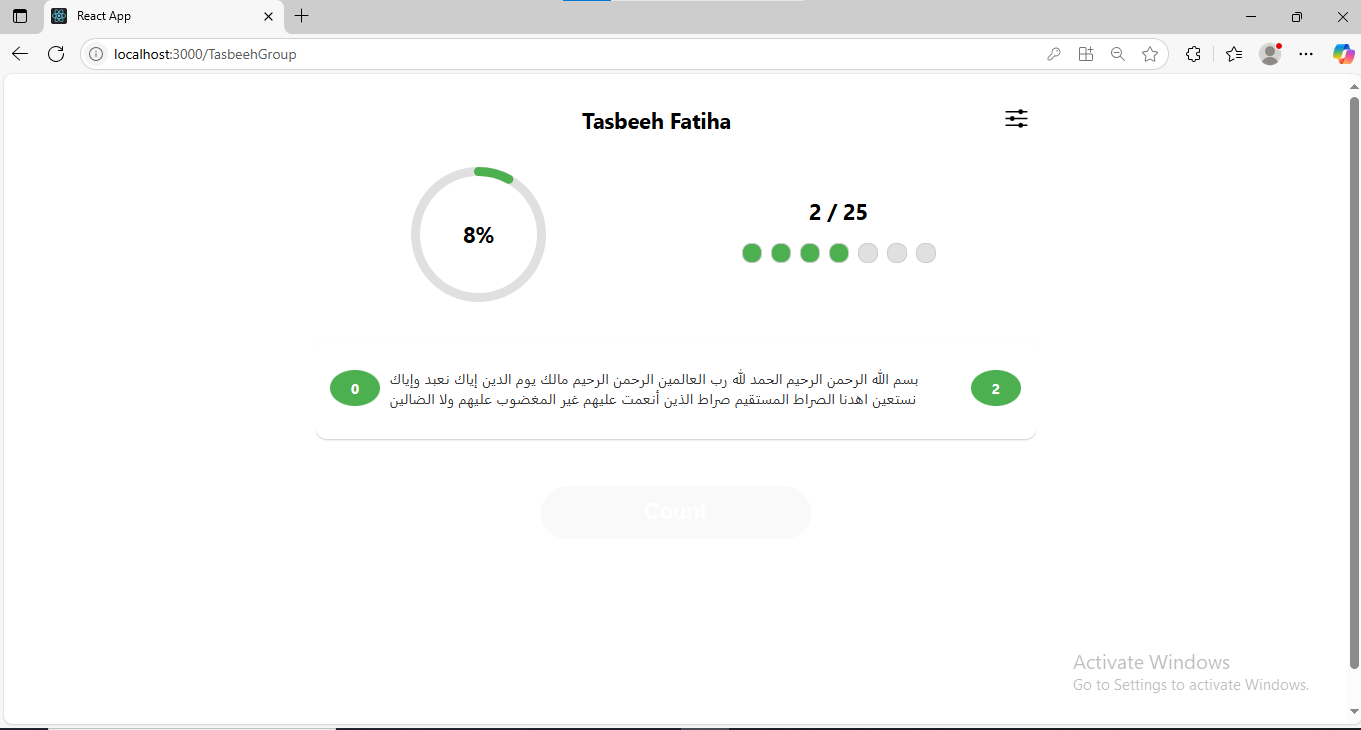 React App
localhost:3000/TasbeehGroup
Tasbeeh Fatiha
8%
2 / 25
0
بسم الله الرحمن الرحيم الحمد لله رب العالمين الرحمن الرحيم مالك يوم الدين إياك نعبد وإياك
نستعين اهدنا الصراط المستقيم صراط الذين أنعمت عليهم غير المغضوب عليهم ولا الضالين
2
Count
Activate Windows
Go to Settings to activate Windows.